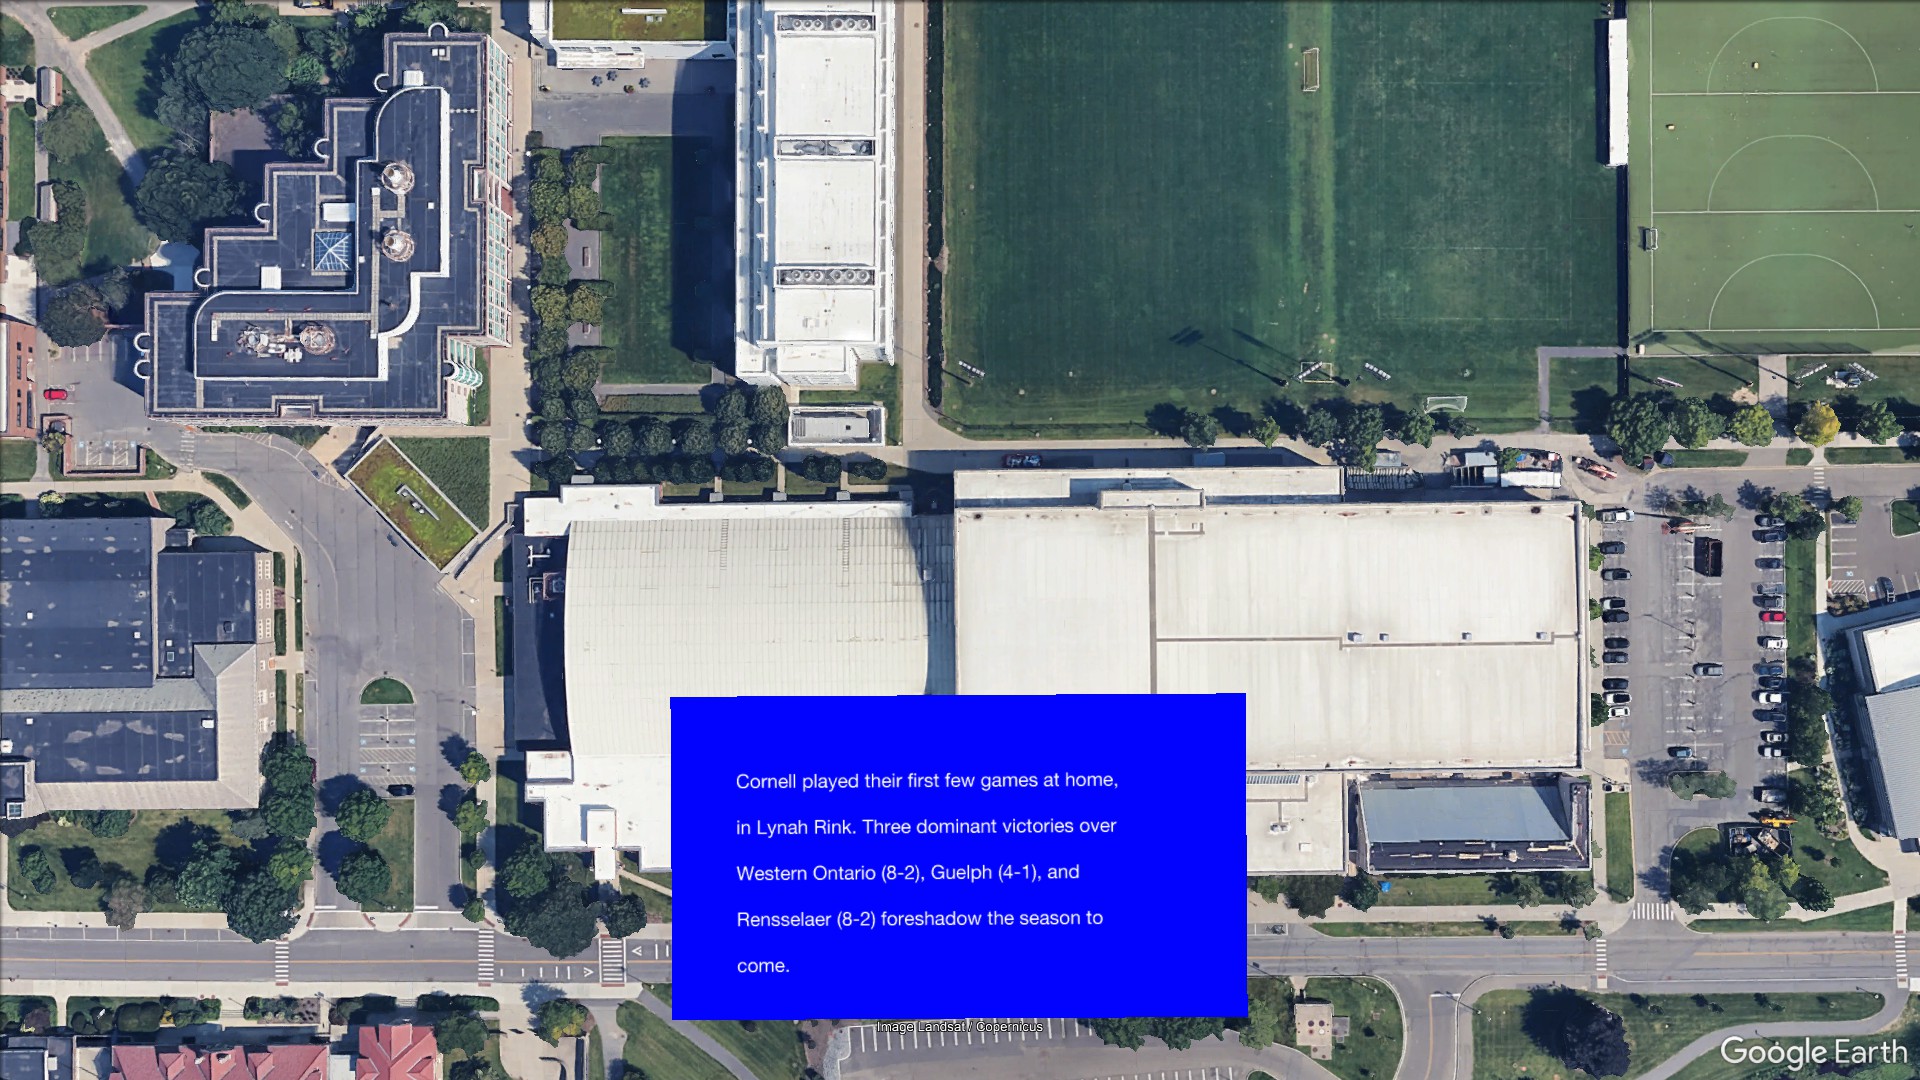 Cornell played their first few games at home,
in Lynah Rink. Three dominant victories over
Western Ontario (8-2), Guelph (4-1), and
Rensselaer (8-2) foreshadow the season to
come.
Image Landsat / Copernicus
Google Earth